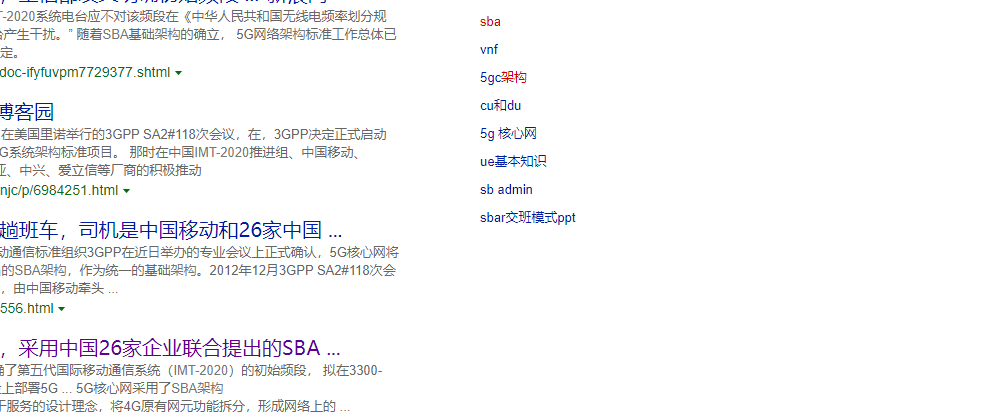 T-2020系统电台应不对该频段在《中华人民共和国无线电频率划分规
台产生干扰。” 随着SBA基础架构的确立， 5G网络架构标准工作总体已
定。
doc-ifyfuvpm7729377.shtml
博客园
在美国里诺举行的3GPP SA2#118次会议，在，3GPP决定正式启动
G系统架构标准项目。 那时在中国IMT-2020推进组、中国移动、
亚、中兴、爱立信等厂商的积极推动
njc/p/6984251.html
趟班车，司机是中国移动和26家中国 ...
动通信标准组织3GPP在近日举办的专业会议上正式确认，5G核心网将
的SBA架构，作为统一的基础架构。2012年12月3GPP SA2#118次会
，由中国移动牵头 ...
556.html
，采用中国26家企业联合提出的SBA ...
确了第五代国际移动通信系统（IMT-2020）的初始频段， 拟在3300-
上部署5G ... 5G核心网采用了SBA架构
于服务的设计理念，将4G原有网元功能拆分，形成网络上的 ...
sba
vnf
5gc架构
cu和du
5g 核心网
ue基本知识
sb admin
sbar交班模式ppt